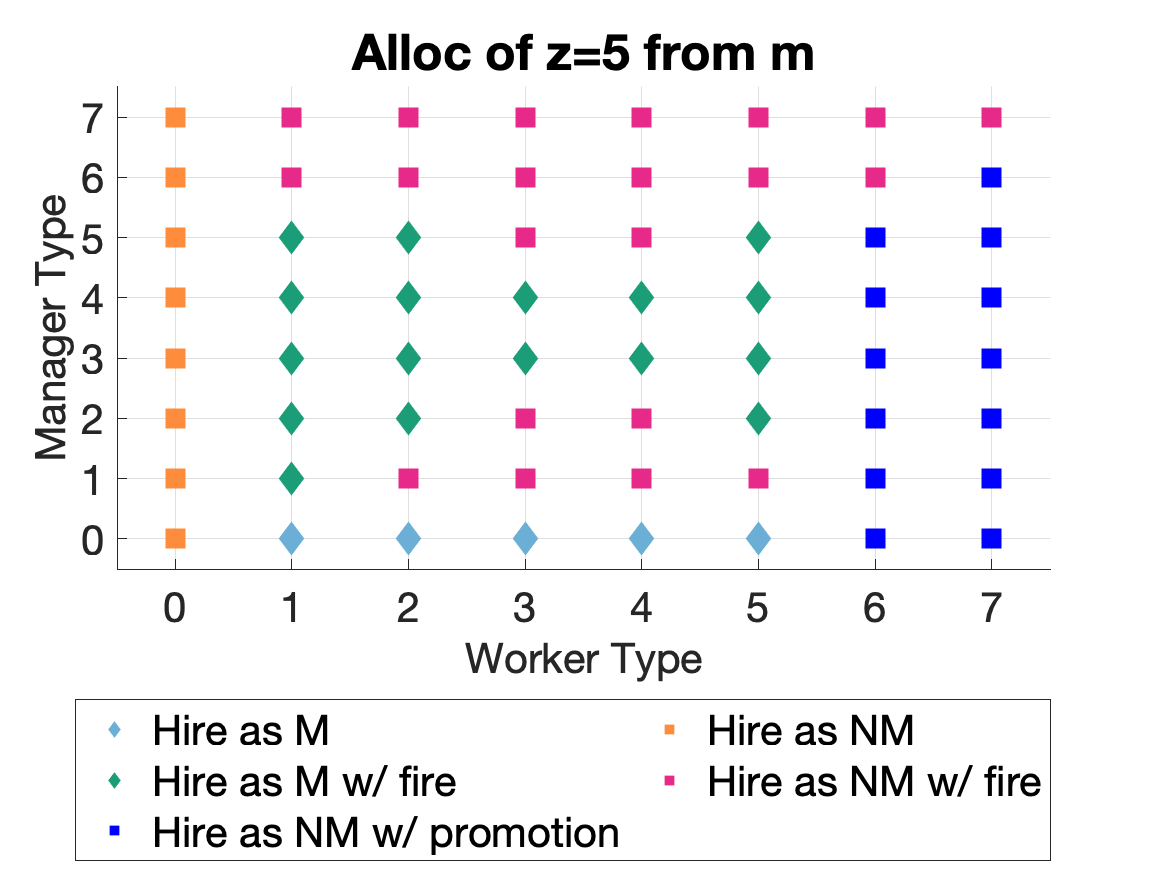 Alloc of z=5 from m
Manager Type
7
6
5
4
3
2
1
0
0 1 2 3 4 5 6 7
Worker Type
Hire as M
Hire as NM
Hire as M w/ fire
Hire as NM w/ fire
Hire as NM w/ promotion